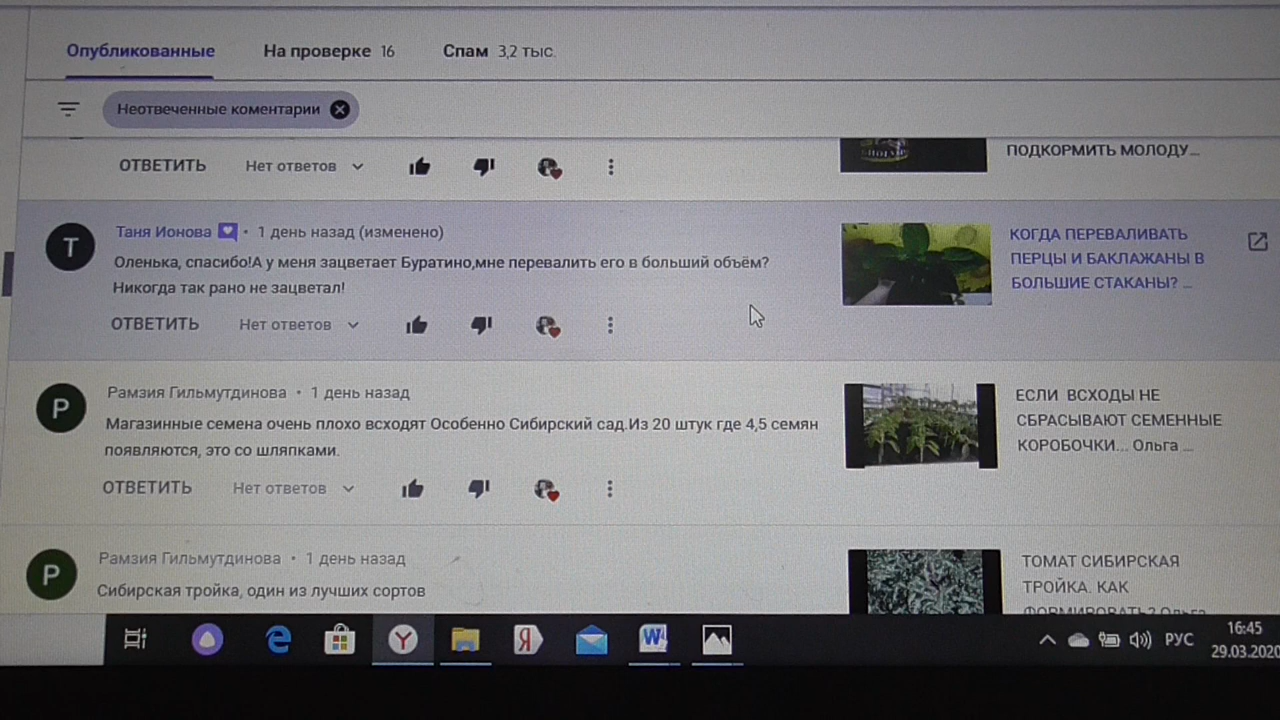 Опубликованные На проверке 16 Спам 3,2 тыс.
Неотвеченные коментарии
ОТВЕТИТЬ Нет ответов
ПОДКОРМИТЬ МОЛОДУ...
Т
Таня Ионова • 1 день назад (изменено)
Оленька, спасибо!А у меня зацветает Буратино,мне перевалить его в больший объём?
Никогда так рано не зацветал!
ОТВЕТИТЬ Нет ответов
КОГДА ПЕРЕВАЛИВАТЬ
ПЕРЦЫ И БАКЛАЖАНЫ В
БОЛЬШИЕ СТАКАНЫ? ...
Р
Рамзия Гильмутдинова • 1 день назад
Магазинные семена очень плохо всходят Особенно Сибирский сад.Из 20 штук где 4,5 семян
появляются, это со шляпками.
ОТВЕТИТЬ Нет ответов
ЕСЛИ ВСХОДЫ НЕ
СБРАСЫВАЮТ СЕМЕННЫЕ
КОРОБОЧКИ... Ольга ...
Р
Рамзия Гильмутдинова • 1 день назад
Сибирская тройка, один из лучших сортов
ТОМАТ СИБИРСКАЯ
ТРОЙКА. КАК
ФОРМИРОВАТЬ? Ольга
РУС
16:45
29.03.2020